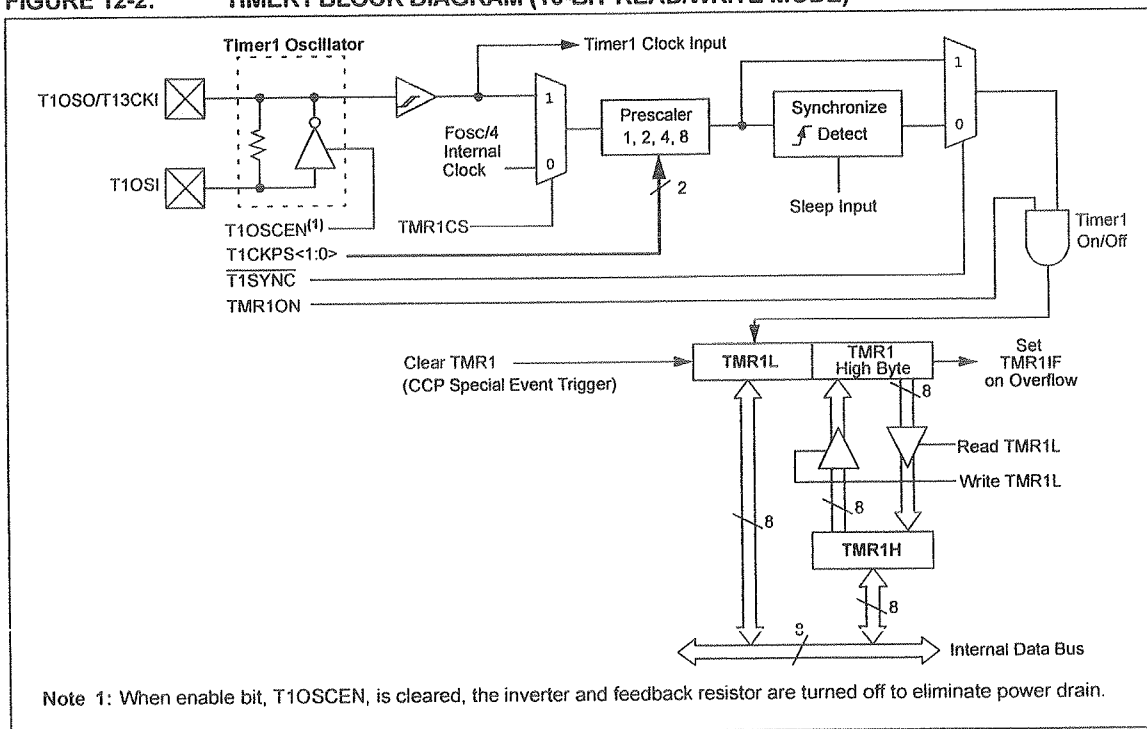 FIGURE 12-2: TIMER1 BLOCK DIAGRAM (16-BIT READ/WRITE MODE)
Timer1 Oscillator
Timer1 Clock Input
T1OSO/T13CKI
1
1
Prescaler
1, 2, 4, 8
Synchronize
Detect
Fosc/4
Internal
Clock
0
0
T1OSI
2
Sleep Input
T1OSCEN(1)
TMR1CS
Timer1
On/Off
T1CKPS<1:0>
T1SYNC
TMR1ON
Clear TMR1
(CCP Special Event Trigger)
TMR1L
TMR1
High Byte
Set
TMR1IF
on Overflow
8
Read TMR1L
Write TMR1L
8
8
TMR1H
8
8
Internal Data Bus
Note 1: When enable bit, T1OSCEN, is cleared, the inverter and feedback resistor are turned off to eliminate power drain.